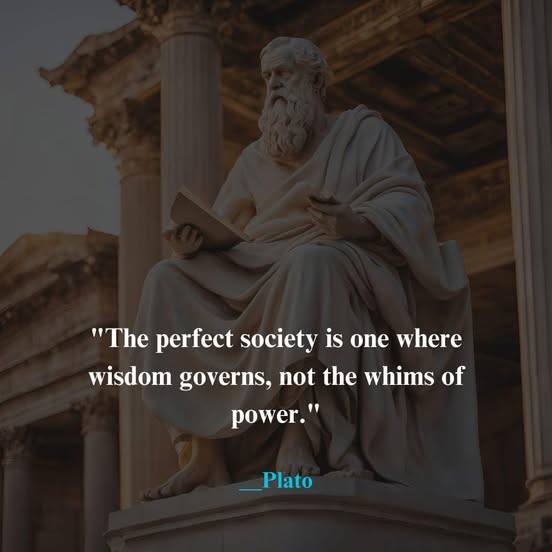 "The perfect society is one where
wisdom governs, not the whims of
power."
__Plato